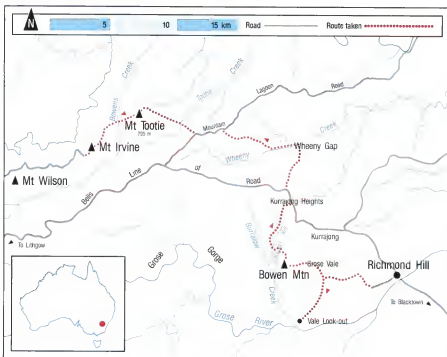 N
5
10
15 km
Road
Route taken
Creek
Bowens
Creek
Mt Tootie
705 m
Mt Irvine
Mt Wilson
Mountain
Lagoon
Road
Creek
Wheeny Gap
Wheeny
Bells
Line
of
Road
Kurrajong Heights
To Lithgow
Kurrajong
Burralow
Creek
Grose
Gorge
Grose Vale
Bowen Mtn
Richmond Hill
To Blacktown
Grose
River
Vale Look-out